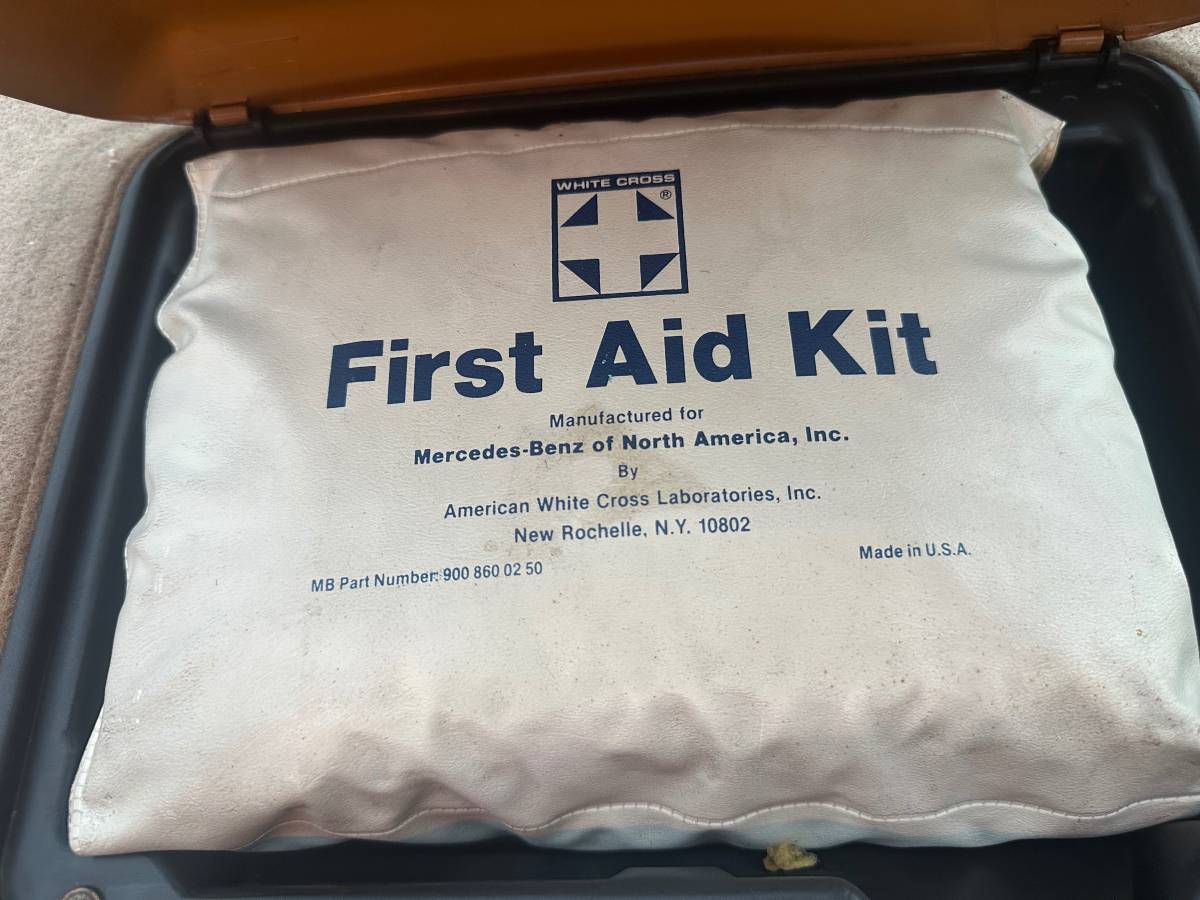 WHITE CROSS
®
First Aid Kit
Manufactured for
Mercedes-Benz of North America, Inc.
By
American White Cross Laboratories, Inc.
New Rochelle, N.Y. 10802
MB Part Number: 900 860 02 50
Made in U.S.A.